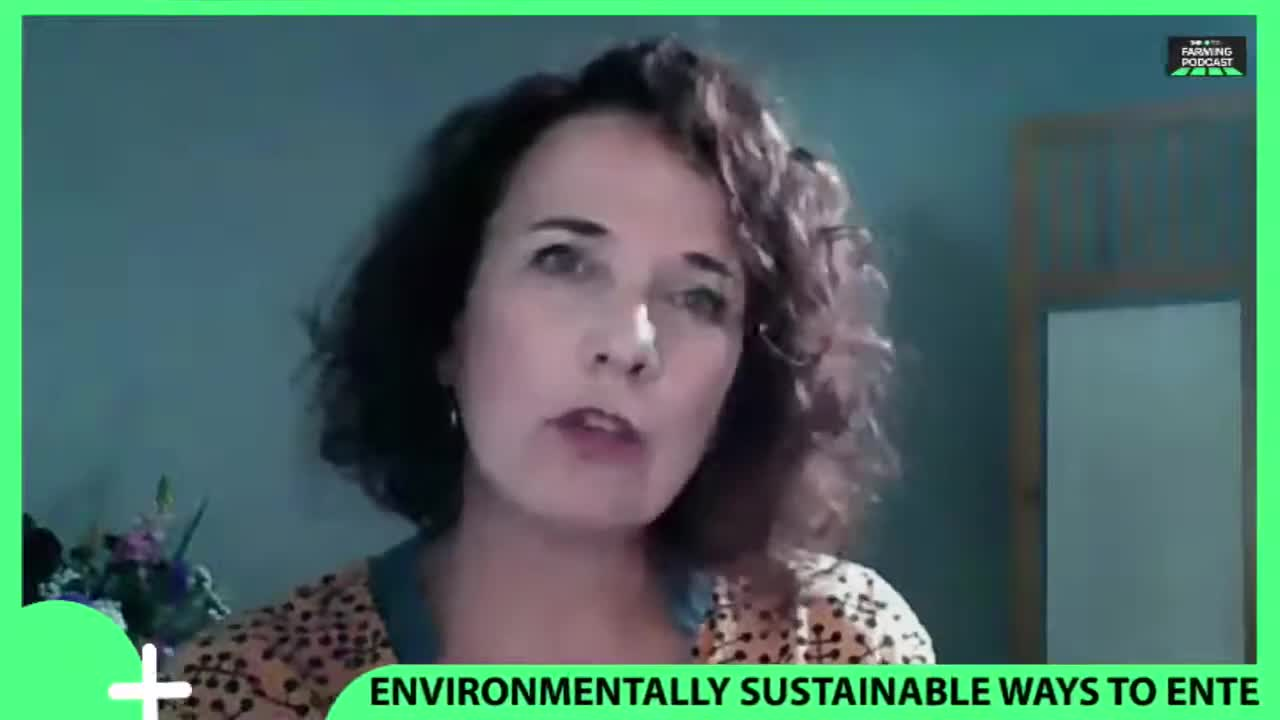 FARMING
PODCAST
ENVIRONMENTALLY SUSTAINABLE WAYS TO ENTE